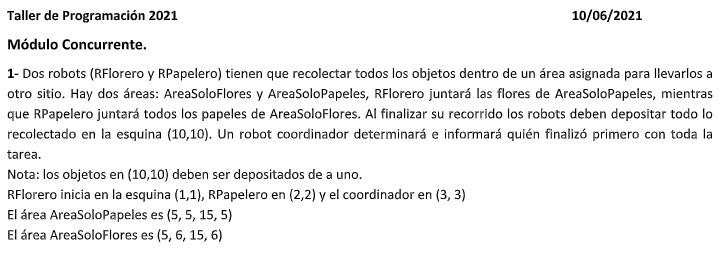 Taller de Programación 2021 10/06/2021
Módulo Concurrente.
1- Dos robots (RFlorero y RPapelero) tienen que recolectar todos los objetos dentro de un área asignada para llevarlos a
otro sitio. Hay dos áreas: AreaSoloFlores y AreaSoloPapeles, RFlorero juntará las flores de AreaSoloPapeles, mientras
que RPapelero juntará todos los papeles de AreaSoloFlores. Al finalizar su recorrido los robots deben depositar todo lo
recolectado en la esquina (10,10). Un robot coordinador determinará e informará quién finalizó primero con toda la
tarea.
Nota: los objetos en (10,10) deben ser depositados de a uno.
RFlorero inicia en la esquina (1,1), RPapelero en (2,2) y el coordinador en (3, 3)
El área AreaSoloPapeles es (5, 5, 15, 5)
El área AreaSoloFlores es (5, 6, 15, 6)